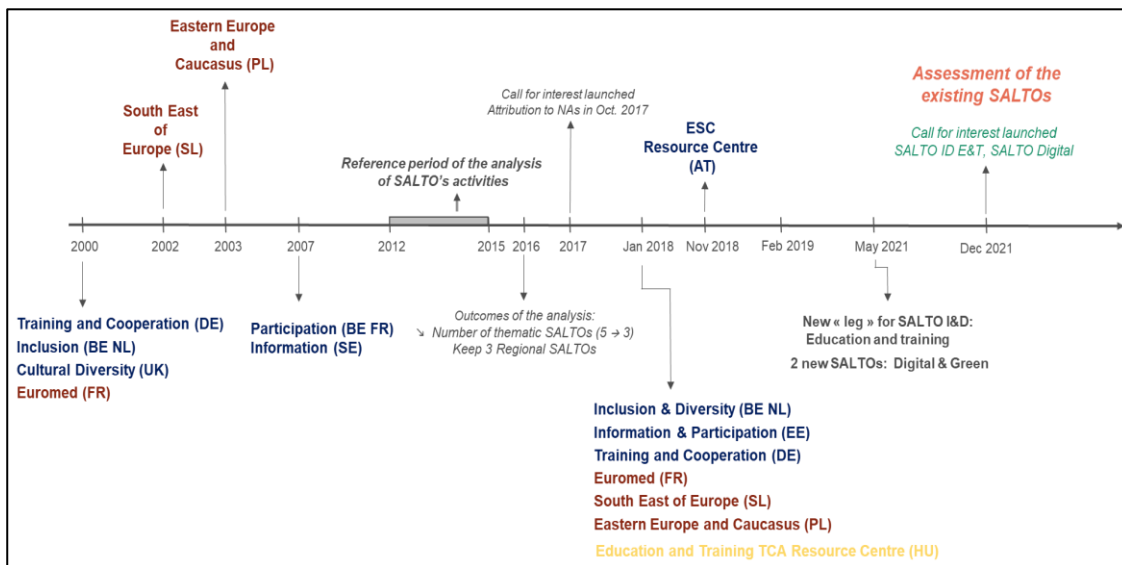 Eastern Europe
and
Caucasus (PL)
South East
of
Europe (SL)
Reference period of the analysis
of SALTO's activities
Call for interest launched
Attribution to NAs in Oct. 2017
ESC
Resource Centre
(AT)
Assessment of the
existing SALTOs
Call for interest launched
SALTO ID E&T, SALTO Digital
2000
2002
2003
2007
2012
2015
2016
2017
Jan 2018
Nov 2018
Feb 2019
May 2021
Dec 2021
Training and Cooperation (DE)
Inclusion (BE NL)
Cultural Diversity (UK)
Euromed (FR)
Participation (BE FR)
Information (SE)
Outcomes of the analysis:
↘ Number of thematic SALTOs (5 → 3)
Keep 3 Regional SALTOs
Inclusion & Diversity (BE NL)
Information & Participation (EE)
Training and Cooperation (DE)
Euromed (FR)
South East of Europe (SL)
Eastern Europe and Caucasus (PL)
Education and Training TCA Resource Centre (HU)
New « leg » for SALTO I&D:
Education and training
2 new SALTOs: Digital & Green